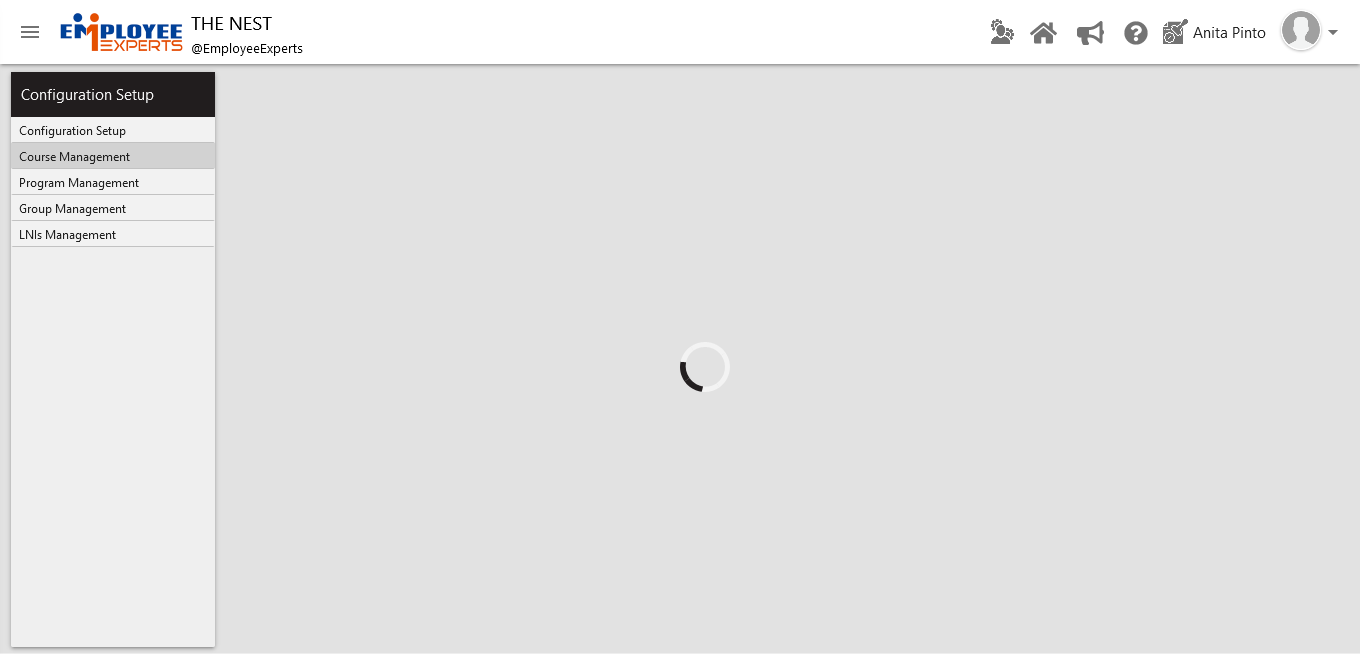 EMPLOYEE
EXPERTS
THE NEST
@EmployeeExperts
Anita Pinto
Configuration Setup
Configuration Setup
Course Management
Program Management
Group Management
LNIs Management